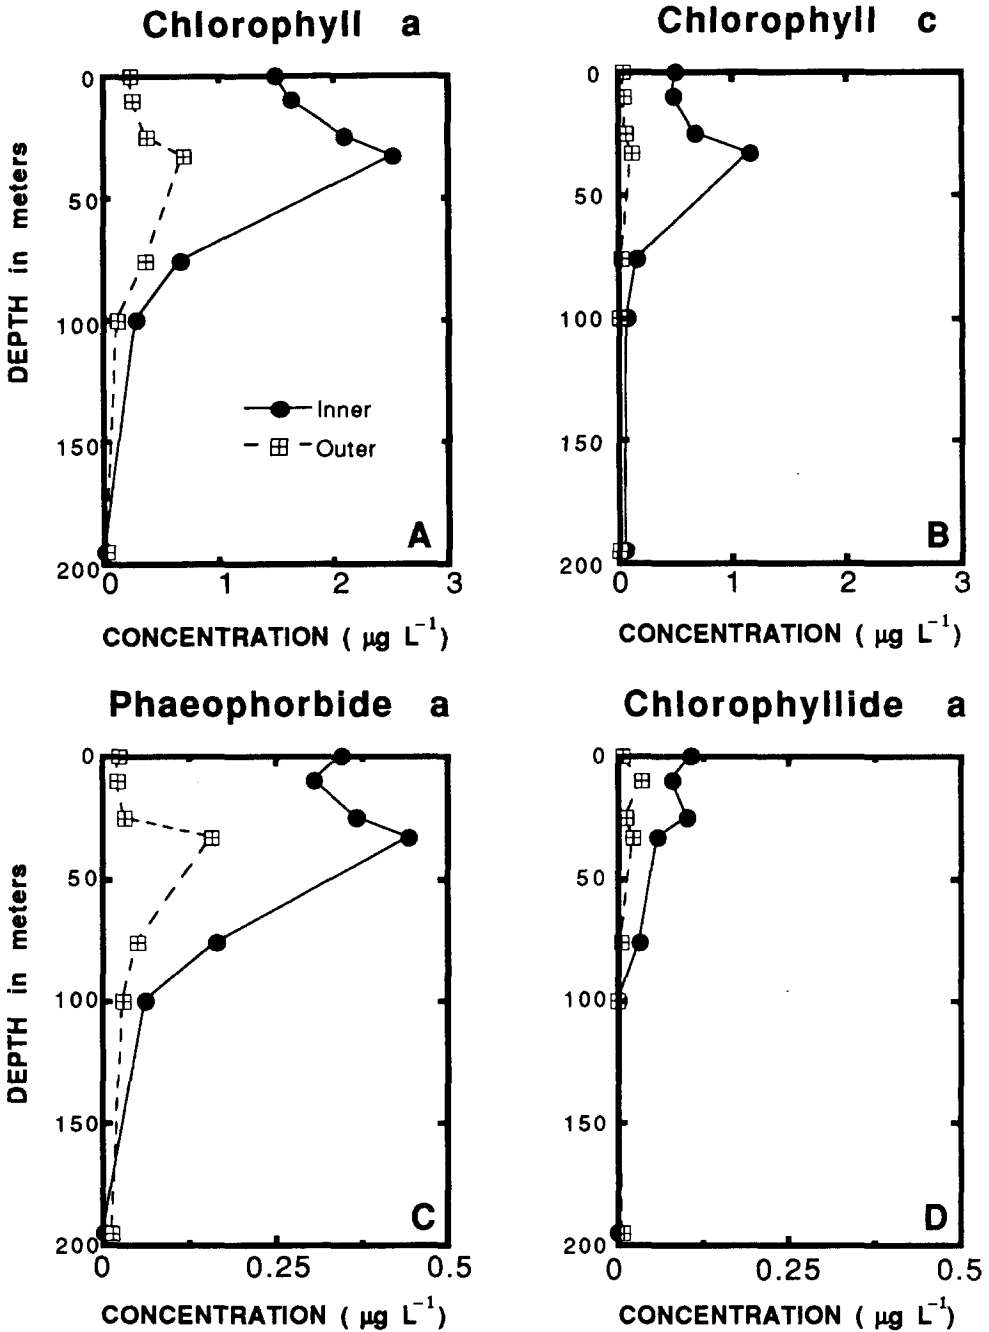 Chlorophyll a
Chlorophyll c
0
50
100
150
200
DEPTH in meters
Inner
Outer
A
0 1 2 3
CONCENTRATION ( µg L⁻¹)
0
50
100
150
200
B
0 1 2 3
CONCENTRATION ( µg L⁻¹)
Phaeophorbide a
Chlorophyllide a
0
50
100
150
200
DEPTH in meters
C
0 0.25 0.5
CONCENTRATION ( µg L⁻¹)
0
50
100
150
200
D
0 0.25 0.5
CONCENTRATION ( µg L⁻¹)